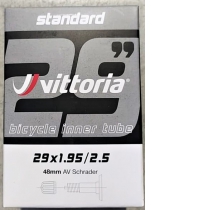 standard
29"
Vittoria
bicycle inner tube
29x1.95/2.5
48mm AV Schrader